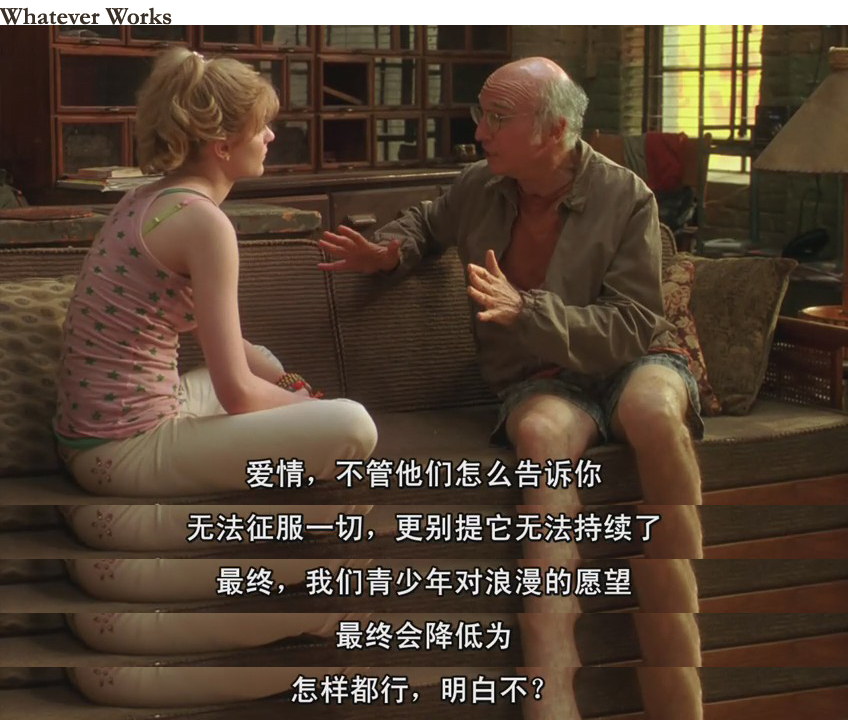 Whatever Works
爱情，不管他们怎么告诉你
无法征服一切，更别提它无法持续了
最终，我们青少年对浪漫的愿望
最终会降低为
怎样都行，明白不？